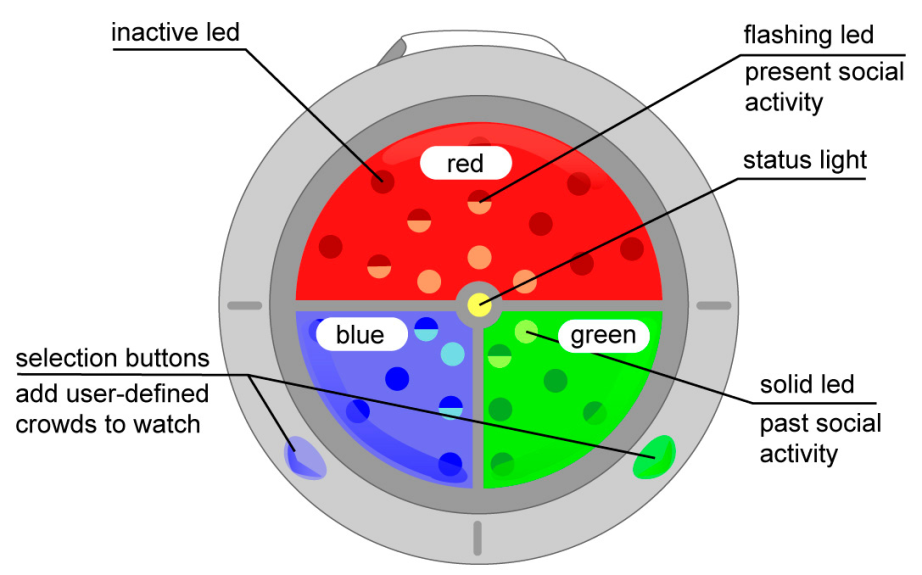 inactive led
flashing led
present social
activity
red
status light
blue
green
selection buttons
add user-defined
crowds to watch
solid led
past social
activity